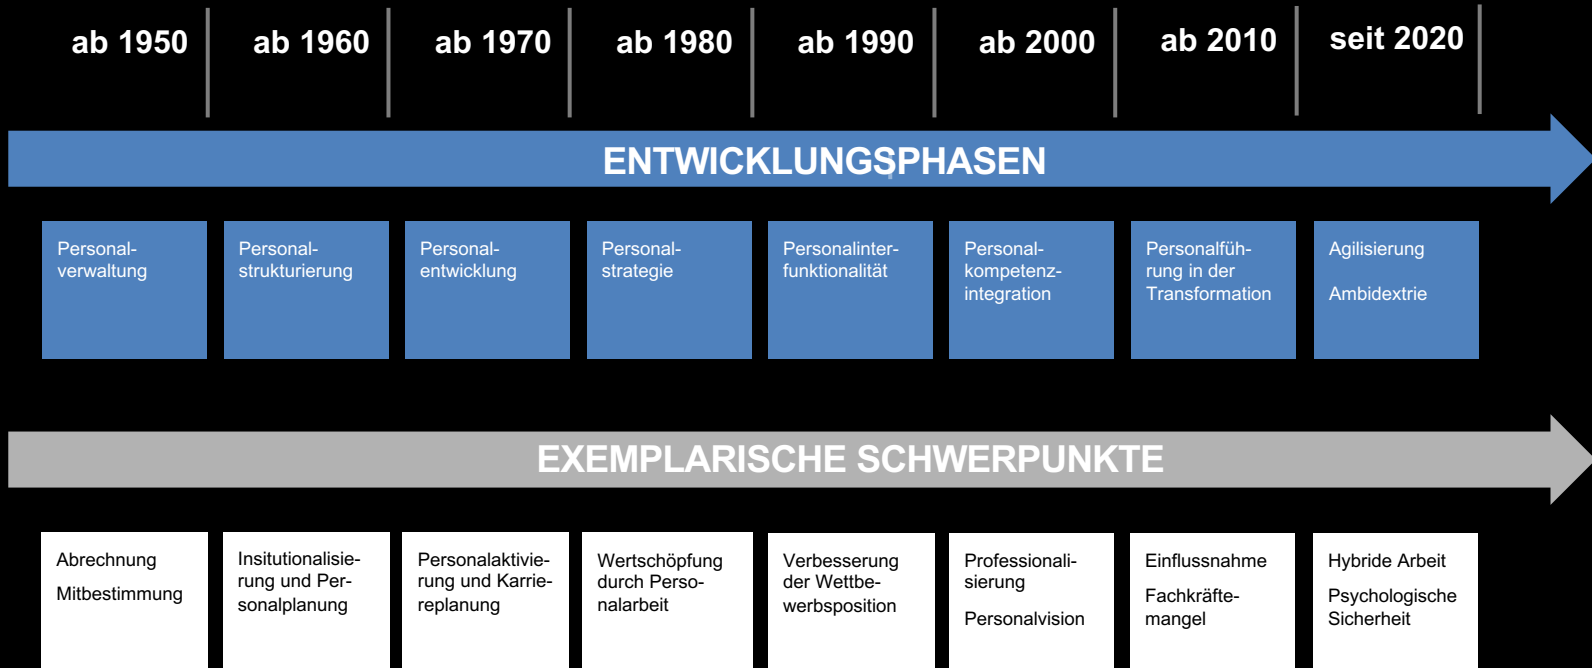 ab 1950
ab 1960
ab 1970
ab 1980
ab 1990
ab 2000
ab 2010
seit 2020
ENTWICKLUNGSPHASEN
Personal-
verwaltung
Personal-
strukturierung
Personal-
entwicklung
Personal-
strategie
Personalinter-
funktionalität
Personal-
kompetenz-
integration
Personalfüh-
rung in der
Transformation
Agilisierung
Ambidextrie
EXEMPLARISCHE SCHWERPUNKTE
Abrechnung
Mitbestimmung
Insitutionalisie-
rung und Per-
sonalplanung
Personalaktivie-
rung und Karrie-
replanung
Wertschöpfung
durch Perso-
nalarbeit
Verbesserung
der Wettbe-
werbsposition
Professionali-
sierung
Personalvision
Einflussnahme
Fachkräfte-
mangel
Hybride Arbeit
Psychologische
Sicherheit